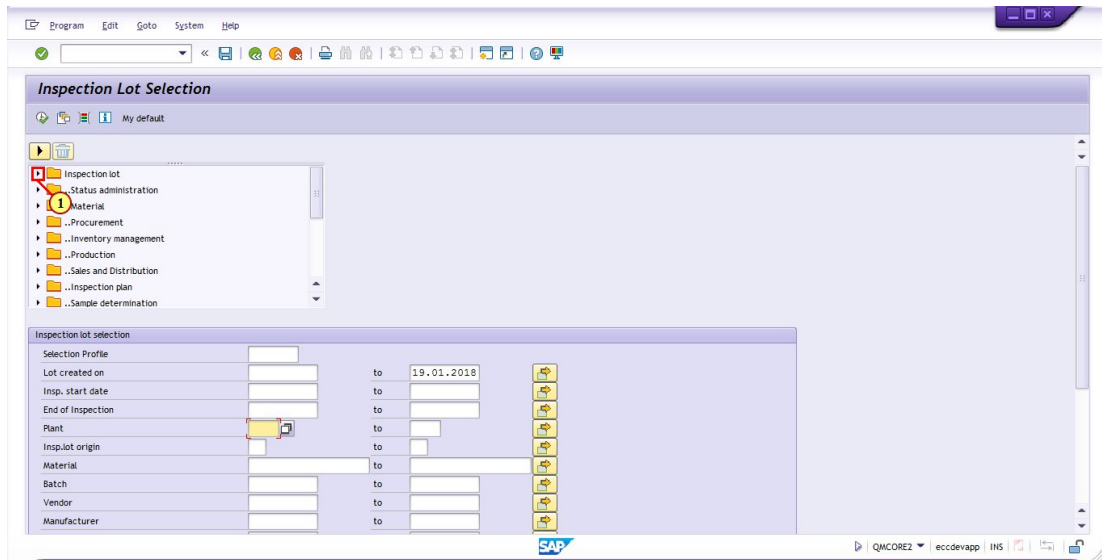 Program Edit Goto System Help
Inspection Lot Selection
My default
Inspection lot
..Status administration
1
Material
..Procurement
..Inventory management
..Production
..Sales and Distribution
..Inspection plan
..Sample determination
Inspection lot selection
Selection Profile
Lot created on to 19.01.2018
Insp. start date to
End of Inspection to
Plant to
Insp.lot origin to
Material to
Batch to
Vendor to
Manufacturer to
SAP QMCORE2 eccdevapp INS